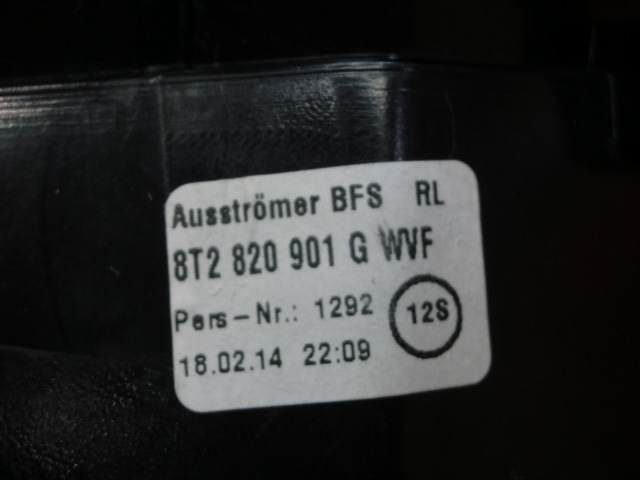 Ausströmer BFS RL
8T2 820 901 G WVF
Pers-Nr.: 1292
12S
18.02.14 22:09